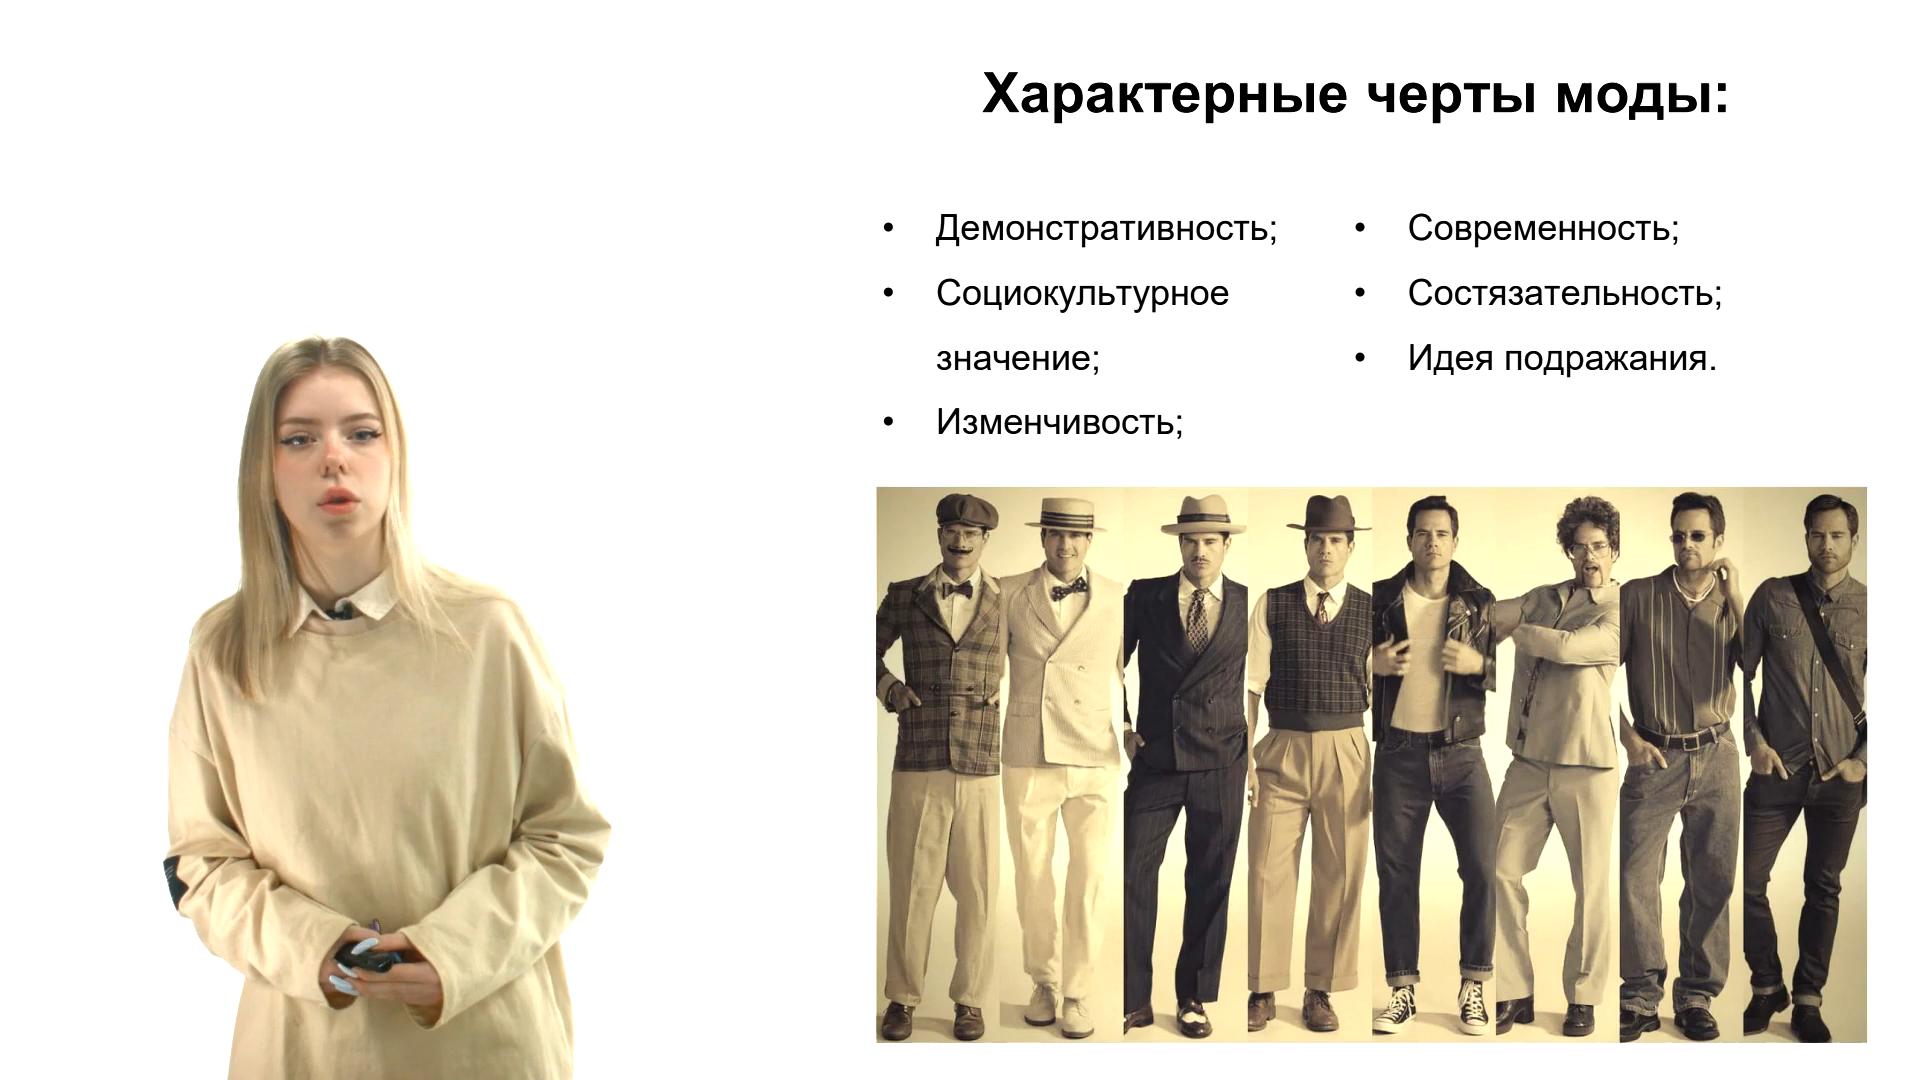 Характерные черты моды:
• Демонстративность;
• Социокультурное
значение;
• Изменчивость;
• Современность;
• Состязательность;
• Идея подражания.